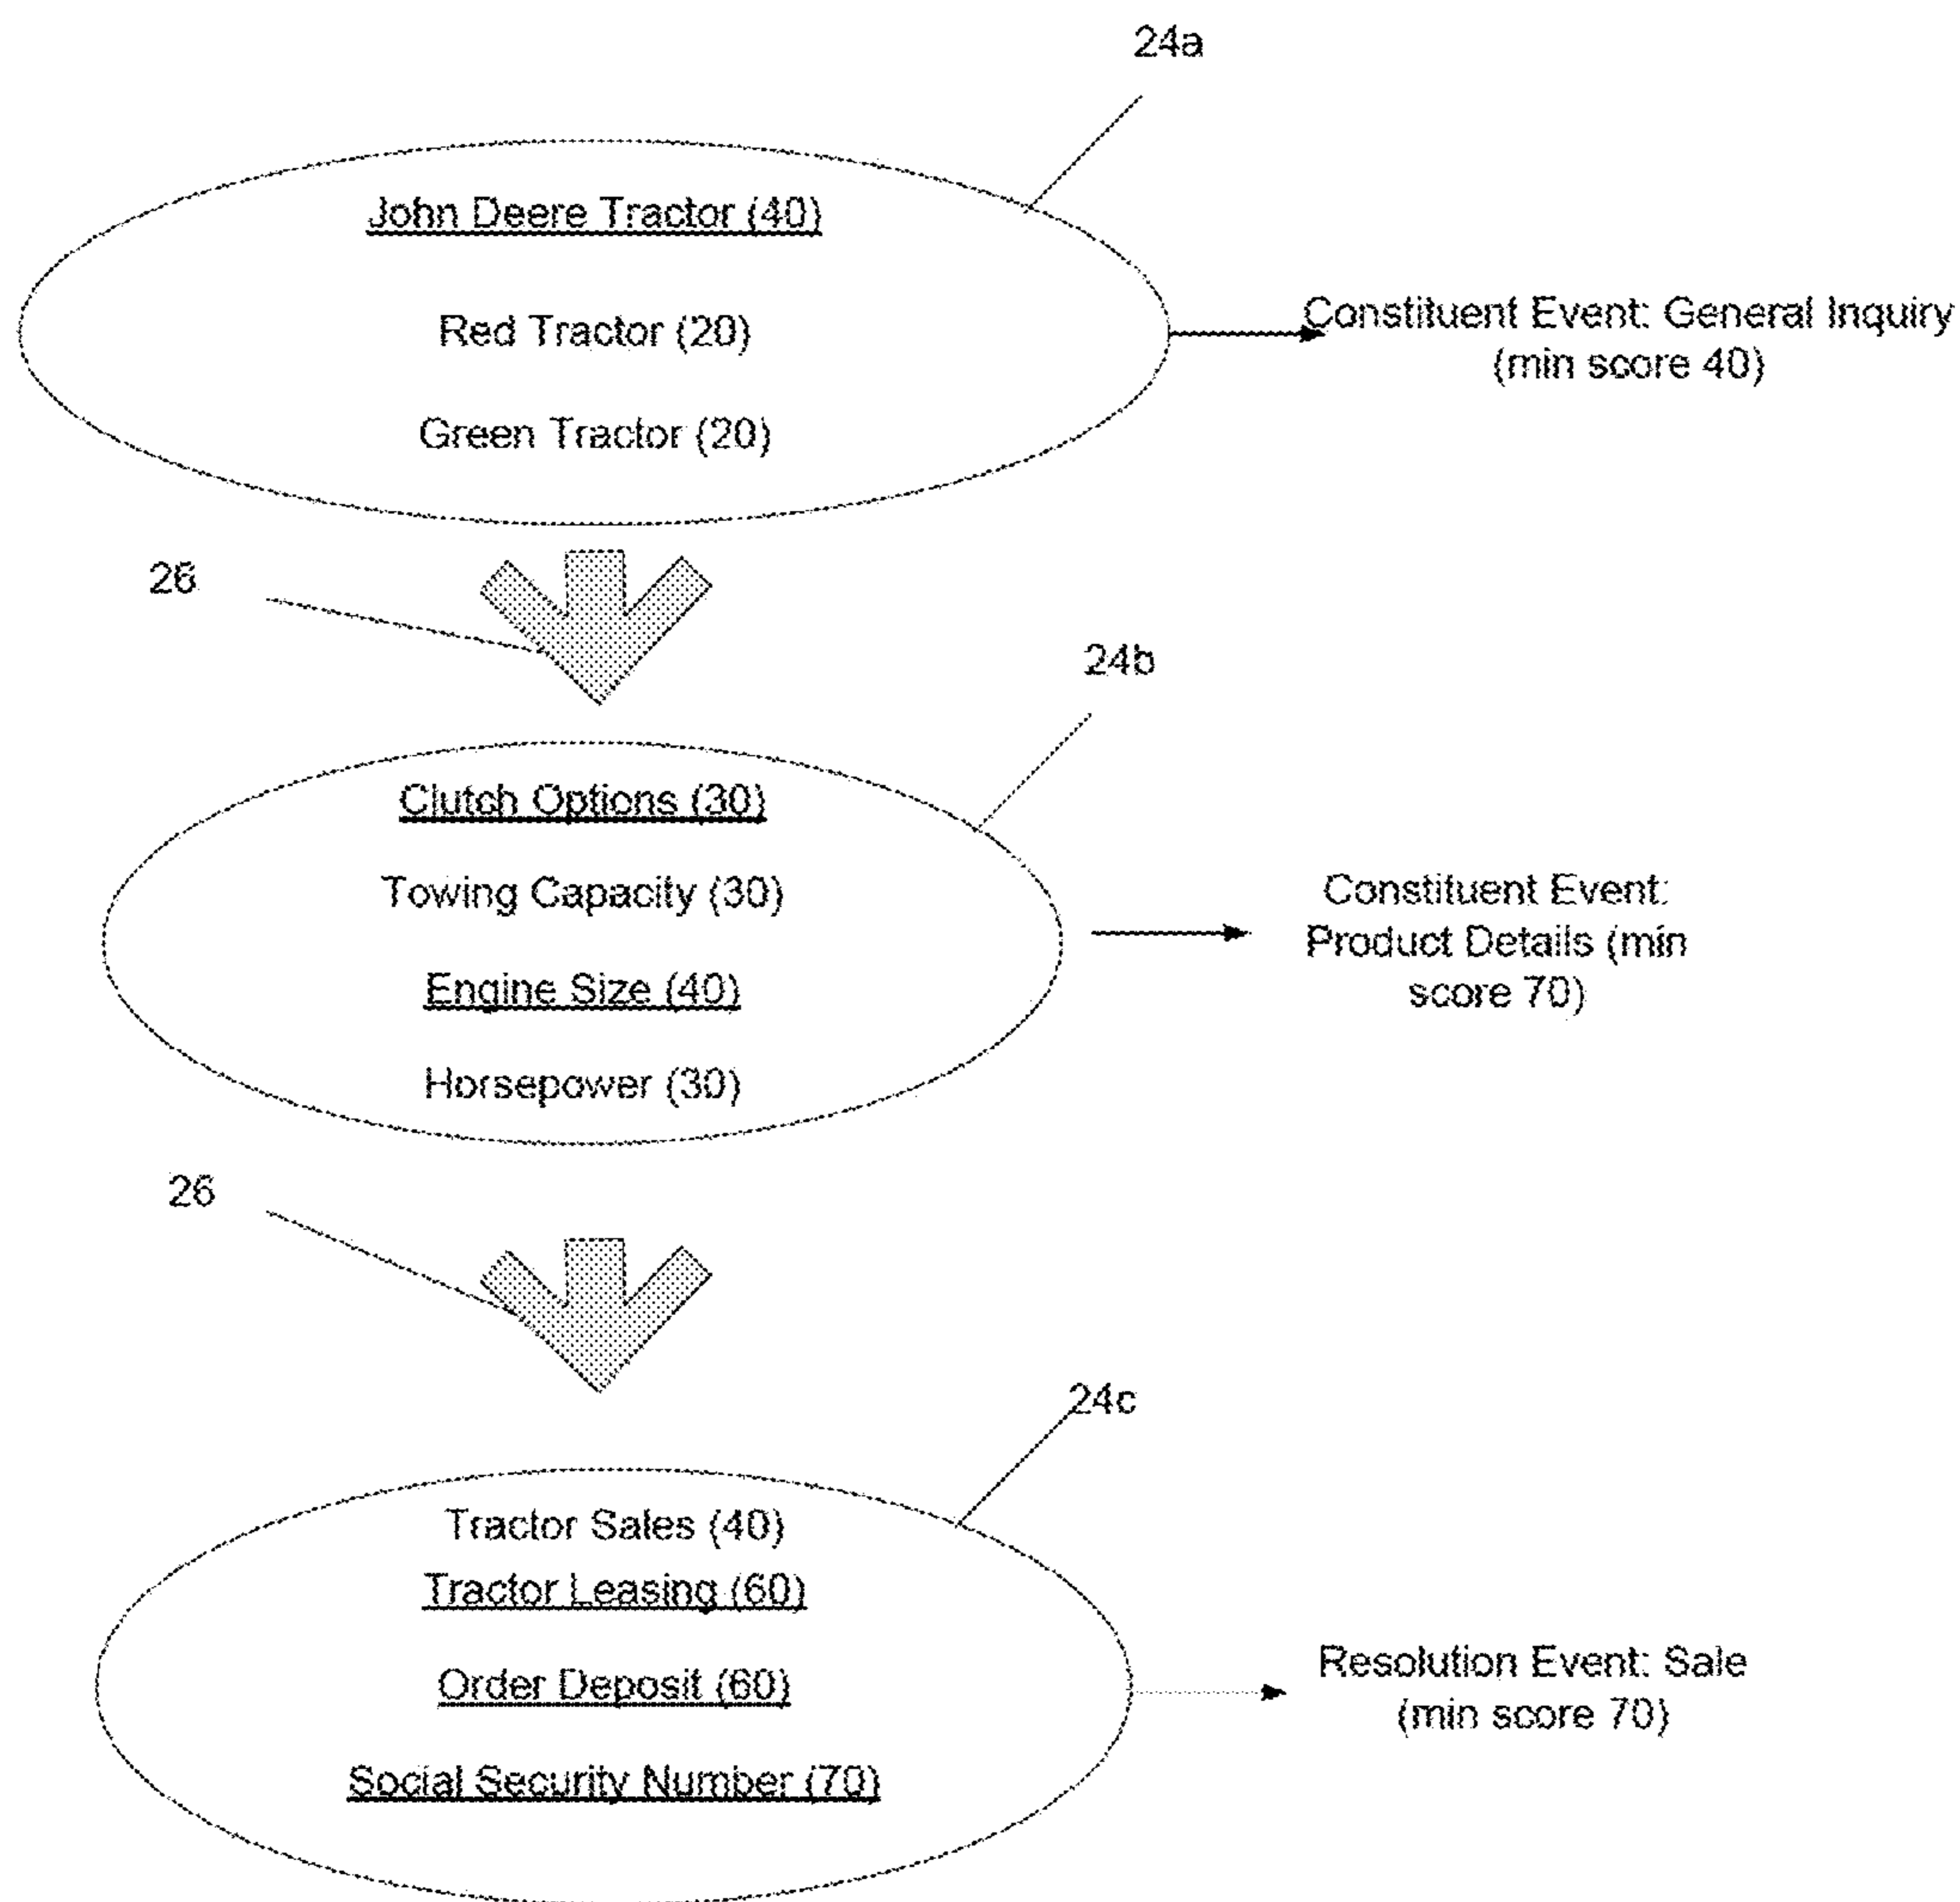 24a
John Deere Tractor (40)
Red Tractor (20)
Green Tractor (20)
Constituent Event: General Inquiry
(min score 40)
26
24b
Clutch Options (30)
Towing Capacity (30)
Engine Size (40)
Horsepower (30)
Constituent Event:
Product Details (min
score 70)
26
24c
Tractor Sales (40)
Tractor Leasing (60)
Order Deposit (60)
Social Security Number (70)
Resolution Event: Sale
(min score 70)